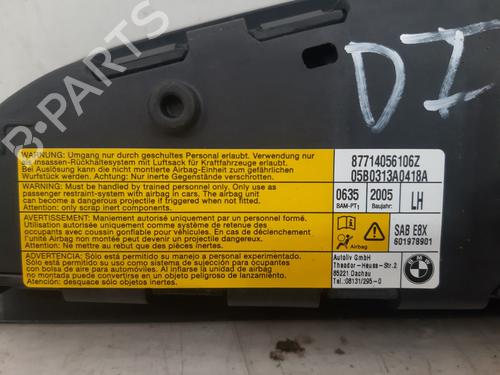 B-PARTS
DI
WARNUNG: Umgang nur durch geschultes Personal erlaubt. Verwendung nur
als Insassen-Rückhaltesystem mit Luftsack für Kraftfahrzeuge erlaubt.
Bei Auslösung kann die nicht montierte Airbag-Einheit zum gefährlichen
Wurfstück werden. Achtung: Nur inerte Gegenstände verschrotten.
WARNING: Must be handled by trained personnel only. Use only as
passenger restraint system with airbag in cars. The airbag unit
can become a dangerous projectile if triggered when not mounted.
Attention: only scrap inert components.
AVERTISSEMENT: Maniement autorisé uniquement par un personnel formé.
Utilisation autorisée uniquement comme système de retenue des
occupants avec coussin gonflable pour véhicules. En cas de déclenchement
l'unité Airbag non montée peut se transformer en projectile dangereux.
Attention: ne mettre au rebut que des pièces inertes.
ADVERTENCIA: Sólo permitido su manejo a personal experimentado.
Sólo está permitido su uso como sistema de sujeción para ocupantes
con bolsa de aire para automóviles. Al inflarse la unidad de airbag
no montada puede convertirse en un objeto volante peligroso.
Atención: deseche sólo objetos inertes.
87714056106Z
05B0313A0418A
0635
BAM-PT1
2005
Baujahr:
LH
Airbag
SAB E8X
601978901
Autoliv GmbH
Theodor-Heuss-Str.2
85221 Dachau
Tel.:08131/295-0
BMW